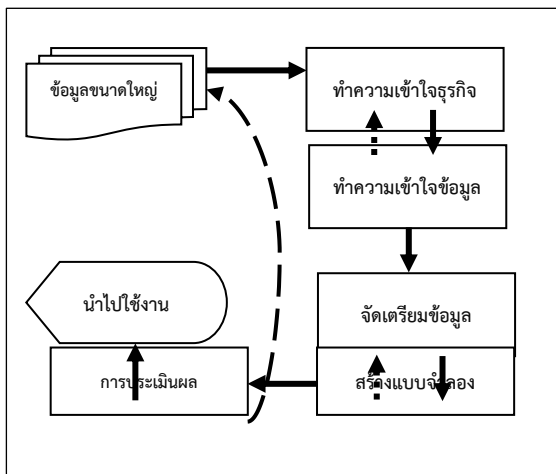 ข้อมูลขนาดใหญ่
ทำความเข้าใจธุรกิจ
ทำความเข้าใจข้อมูล
จัดเตรียมข้อมูล
สร้างแบบจำลอง
การประเมินผล
นำไปใช้งาน